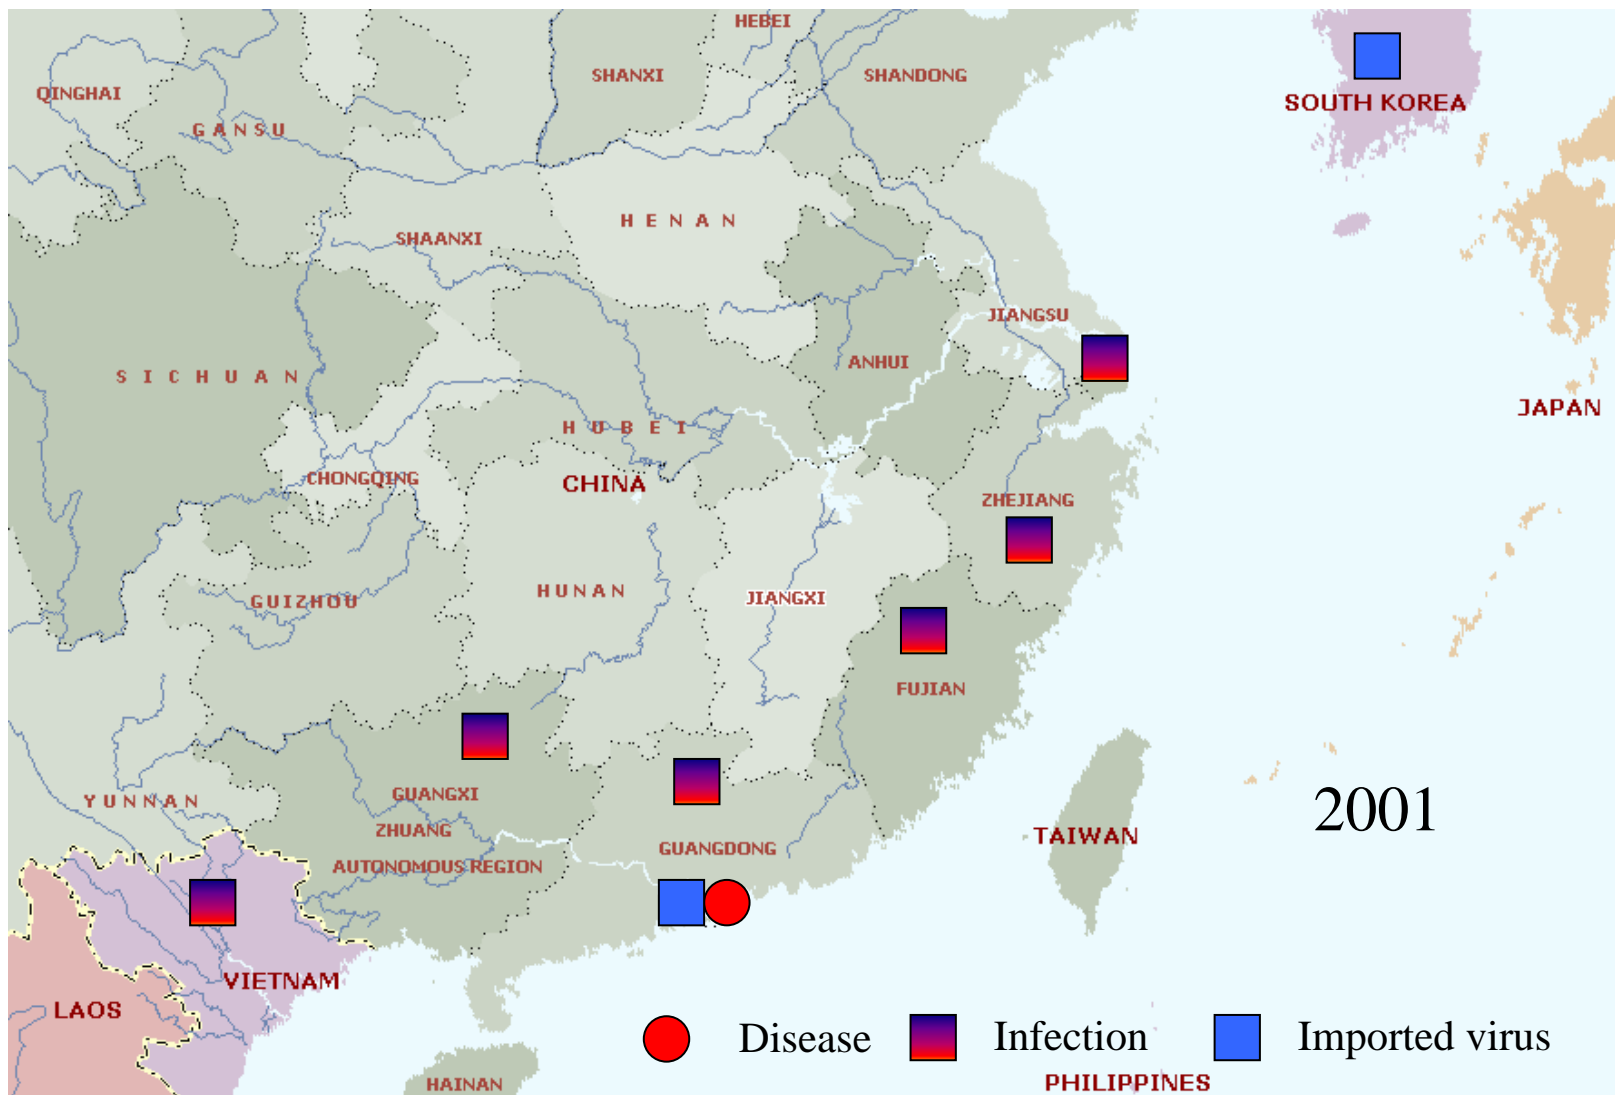 HEBEI
SHANXI
SHANDONG
QINGHAI
SOUTH KOREA
GANSU
HENAN
SHAANXI
JIANGSU
ANHUI
SICHUAN
JAPAN
HUBEI
CHONGQING
CHINA
ZHEJIANG
HUNAN
JIANGXI
GUIZHOU
FUJIAN
GUANGXI
ZHUANG
AUTONOMOUS REGION
YUNNAN
2001
TAIWAN
GUANGDONG
VIETNAM
LAOS
Disease
Infection
Imported virus
HAINAN
PHILIPPINES